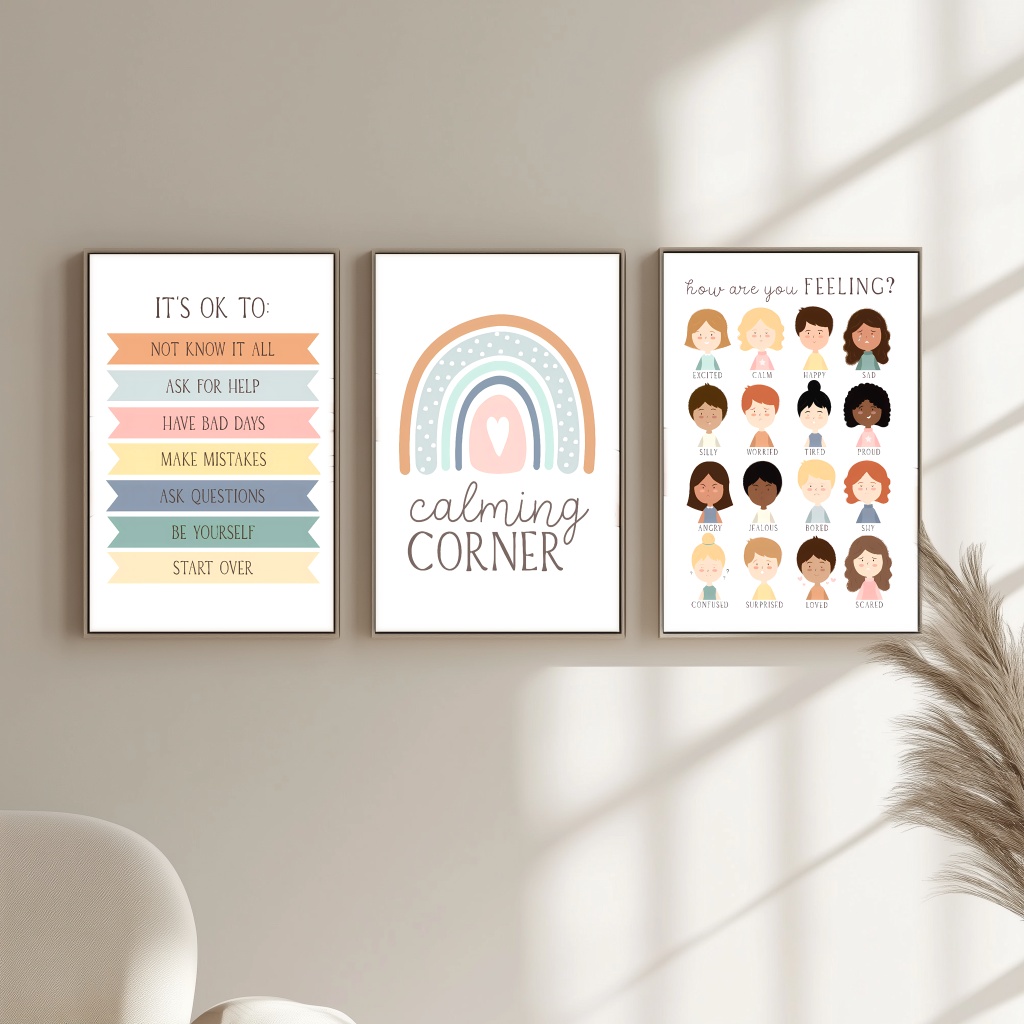 IT'S OK TO:
NOT KNOW IT ALL
ASK FOR HELP
HAVE BAD DAYS
MAKE MISTAKES
ASK QUESTIONS
BE YOURSELF
START OVER
calming
CORNER
how are you FEELING?
EXCITED CALM HAPPY SAD
SILLY WORRIED TIRED PROUD
ANGRY JEALOUS BORED SHY
CONFUSED SURPRISED LOVED SCARED